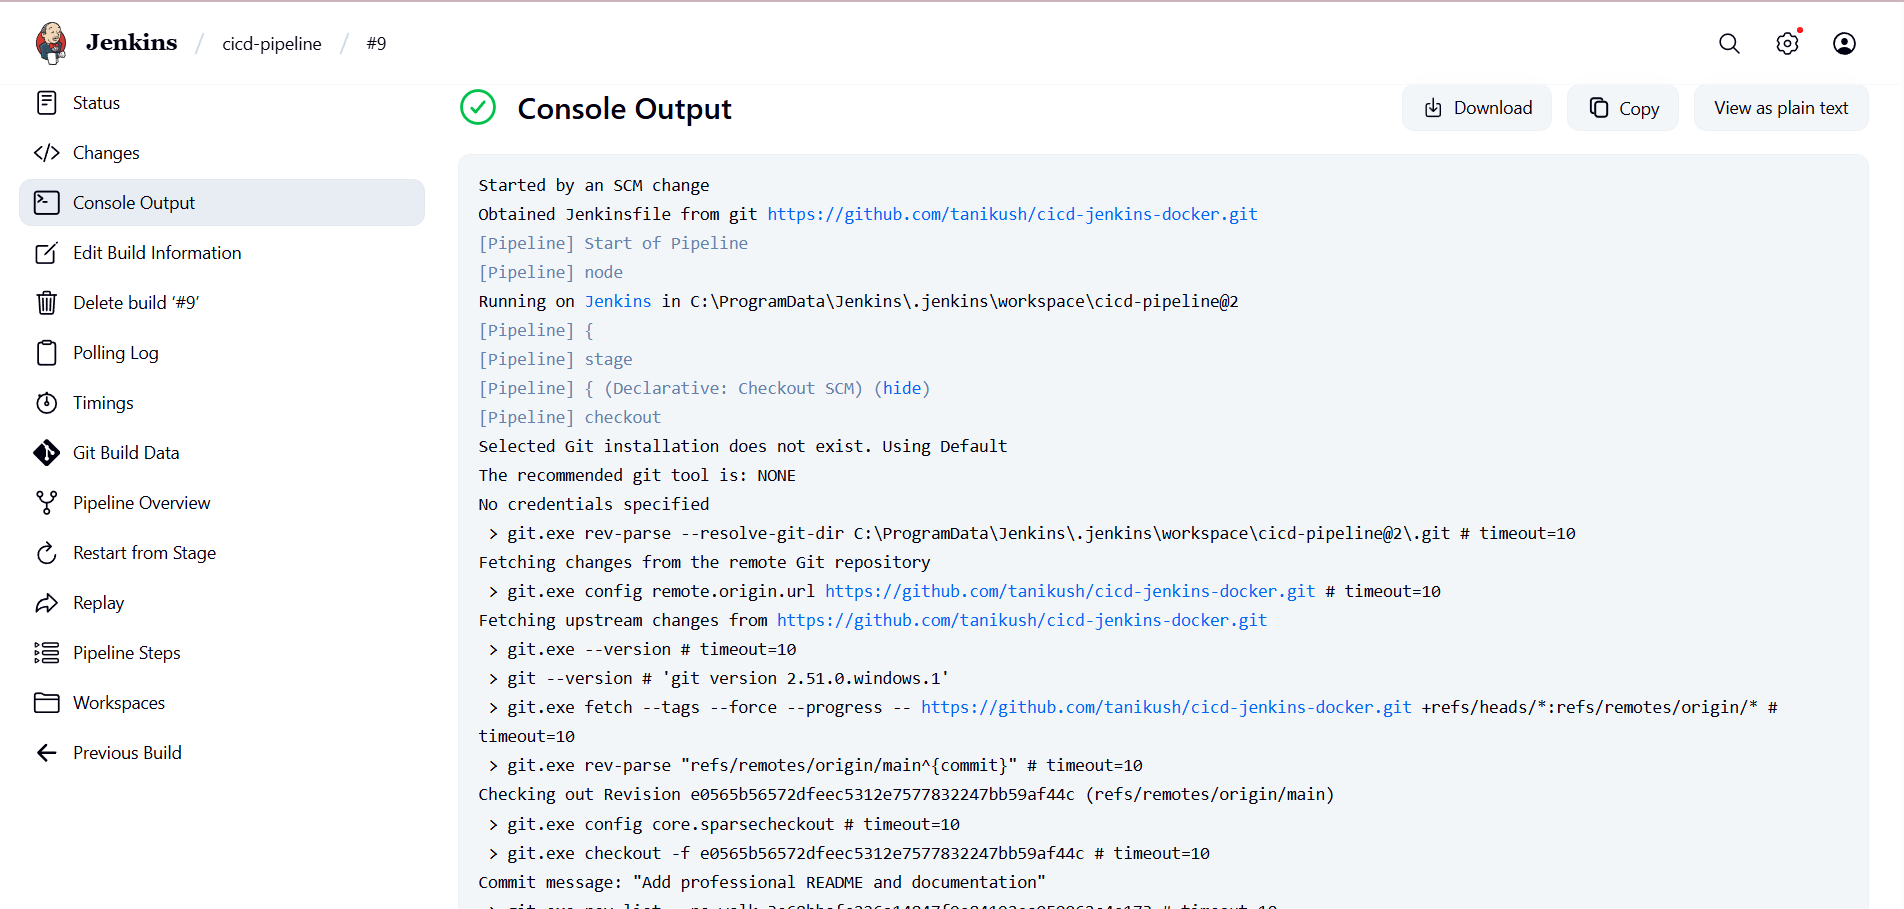 Jenkins / cicd-pipeline / #9
Status
Changes
Console Output
Edit Build Information
Delete build ‘#9’
Polling Log
Timings
Git Build Data
Pipeline Overview
Restart from Stage
Replay
Pipeline Steps
Workspaces
Previous Build
Console Output
Download
Copy
View as plain text
Started by an SCM change
Obtained Jenkinsfile from git https://github.com/tanikush/cicd-jenkins-docker.git
[Pipeline] Start of Pipeline
[Pipeline] node
Running on Jenkins in C:\ProgramData\Jenkins\.jenkins\workspace\cicd-pipeline@2
[Pipeline] {
[Pipeline] stage
[Pipeline] { (Declarative: Checkout SCM) (hide)
[Pipeline] checkout
Selected Git installation does not exist. Using Default
The recommended git tool is: NONE
No credentials specified
> git.exe rev-parse --resolve-git-dir C:\ProgramData\Jenkins\.jenkins\workspace\cicd-pipeline@2\.git # timeout=10
Fetching changes from the remote Git repository
> git.exe config remote.origin.url https://github.com/tanikush/cicd-jenkins-docker.git # timeout=10
Fetching upstream changes from https://github.com/tanikush/cicd-jenkins-docker.git
> git.exe --version # timeout=10
> git --version # 'git version 2.51.0.windows.1'
> git.exe fetch --tags --force --progress -- https://github.com/tanikush/cicd-jenkins-docker.git +refs/heads/*:refs/remotes/origin/* #
timeout=10
> git.exe rev-parse "refs/remotes/origin/main^{commit}" # timeout=10
Checking out Revision e0565b56572dfeec5312e7577832247bb59af44c (refs/remotes/origin/main)
> git.exe config core.sparsecheckout # timeout=10
> git.exe checkout -f e0565b56572dfeec5312e7577832247bb59af44c # timeout=10
Commit message: "Add professional README and documentation"